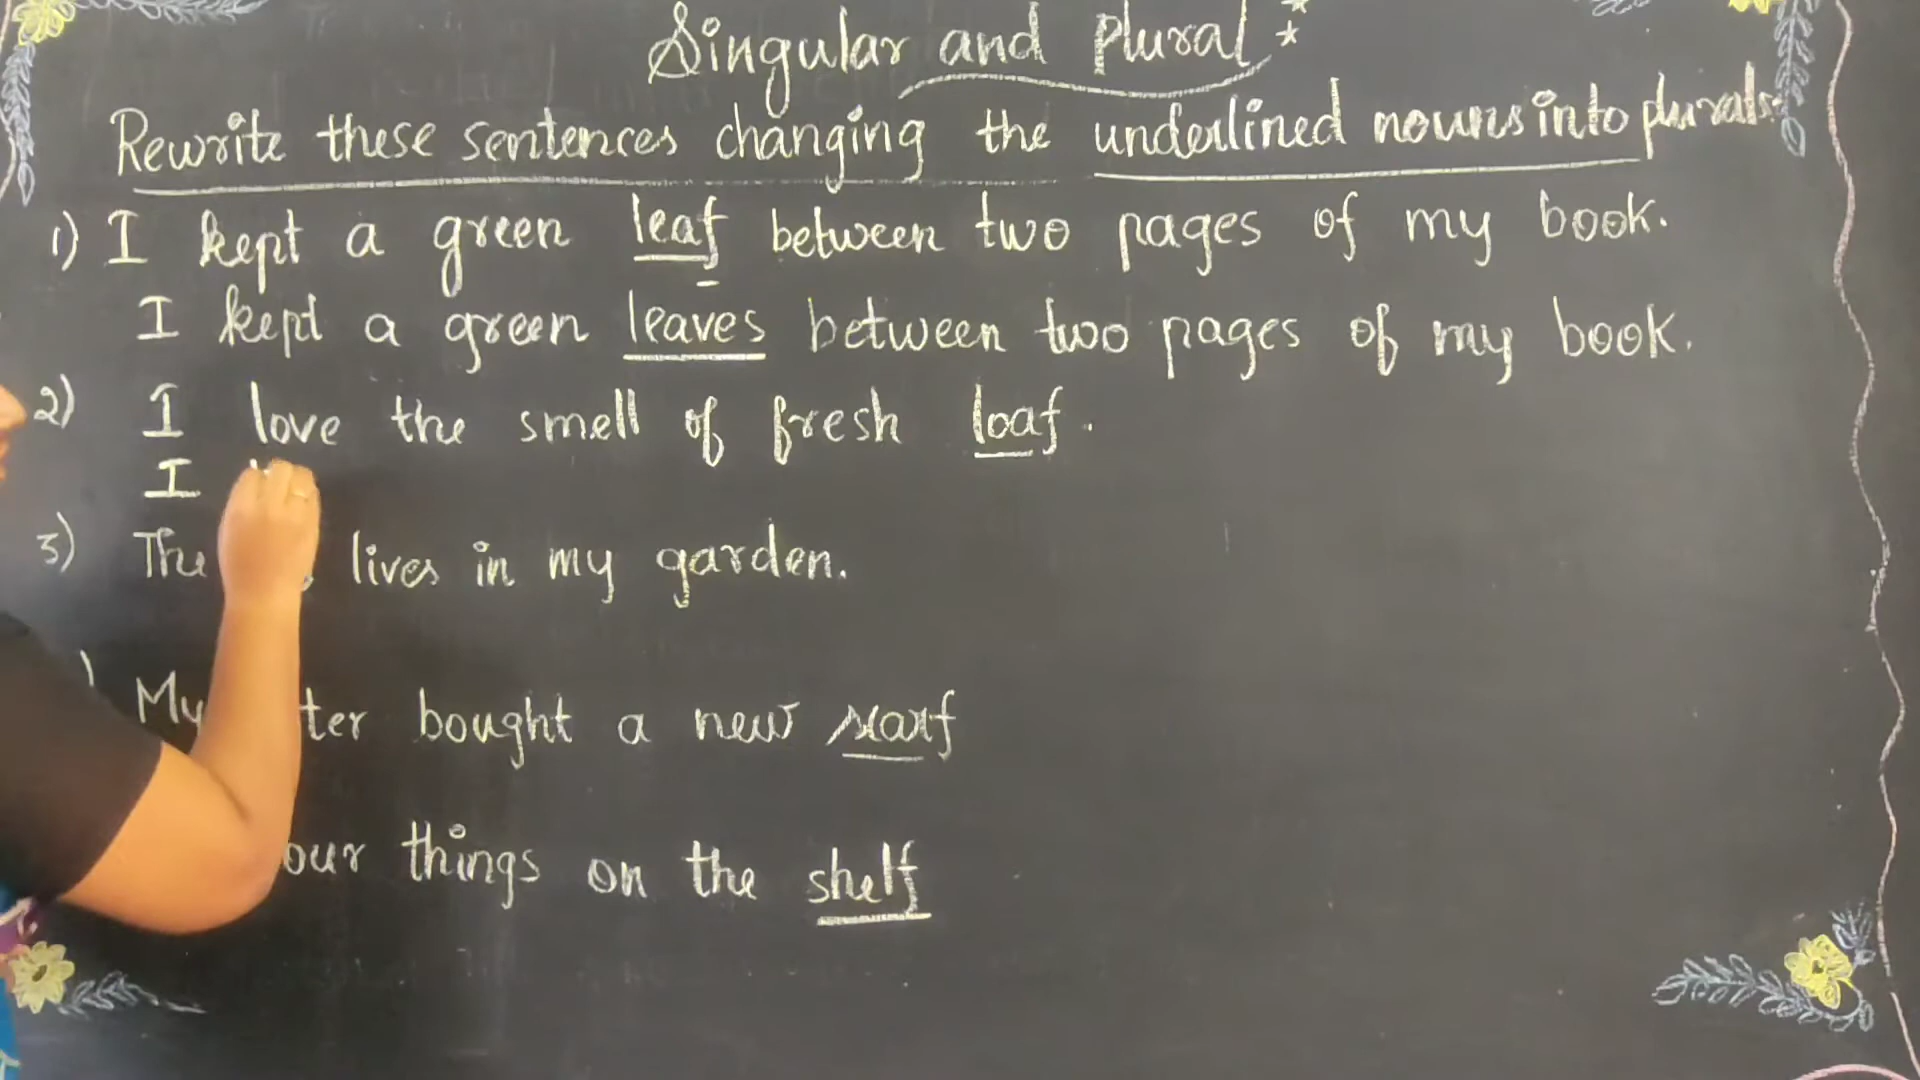 Singular and Plural
Rewrite these sentences changing the underlined nouns into plurals.
1) I kept a green leaf between two pages of my book.
I kept a green leaves between two pages of my book.
2) I love the smell of fresh loaf.
I
3) The lives in my garden.
My bought a new scarf
things on the shelf